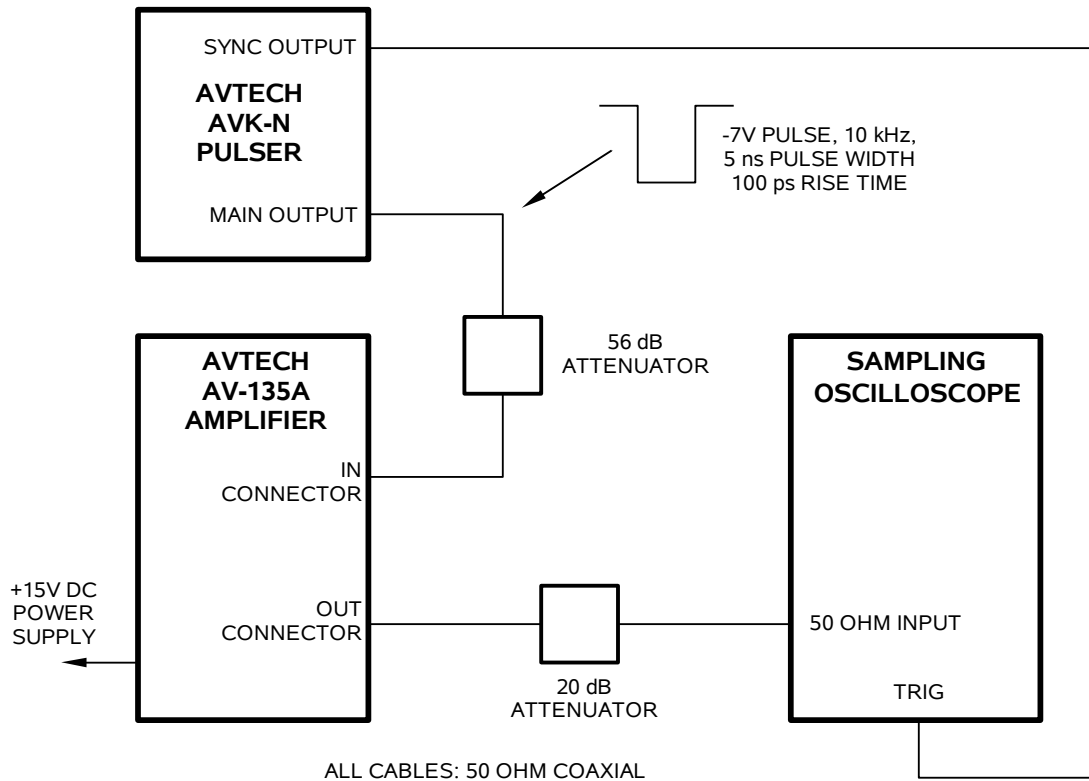 SYNC OUTPUT
AVTECH
AVK-N
PULSER
MAIN OUTPUT
-7V PULSE, 10 kHz,
5 ns PULSE WIDTH
100 ps RISE TIME
56 dB
ATTENUATOR
AVTECH
AV-135A
AMPLIFIER
IN
CONNECTOR
OUT
CONNECTOR
+15V DC
POWER
SUPPLY
20 dB
ATTENUATOR
SAMPLING
OSCILLOSCOPE
50 OHM INPUT
TRIG
ALL CABLES: 50 OHM COAXIAL